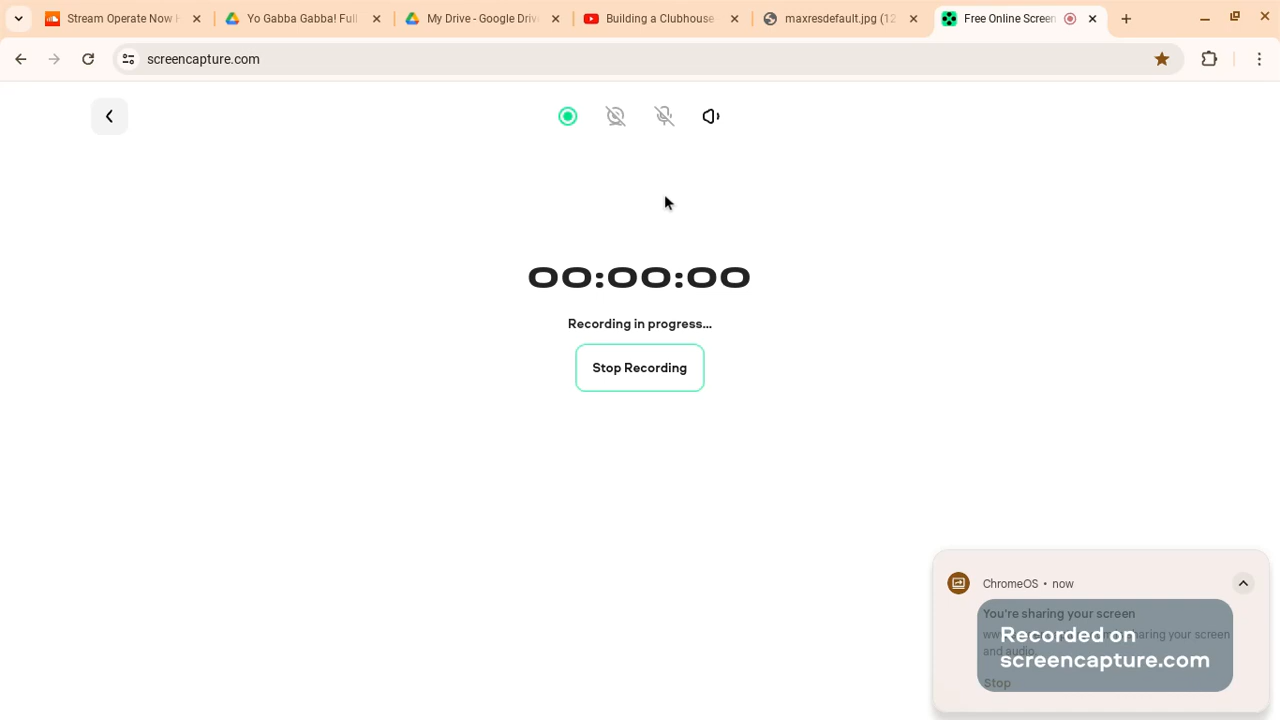 Stream Operate Now H
Yo Gabba Gabba! Full
My Drive - Google Driv
Building a Clubhouse
maxresdefault.jpg (12
Free Online Screen
screencapture.com
00:00:00
Recording in progress...
Stop Recording
ChromeOS • now
You're sharing your screen
sharing your screen
and audio.
Stop
Recorded on
screencapture.com